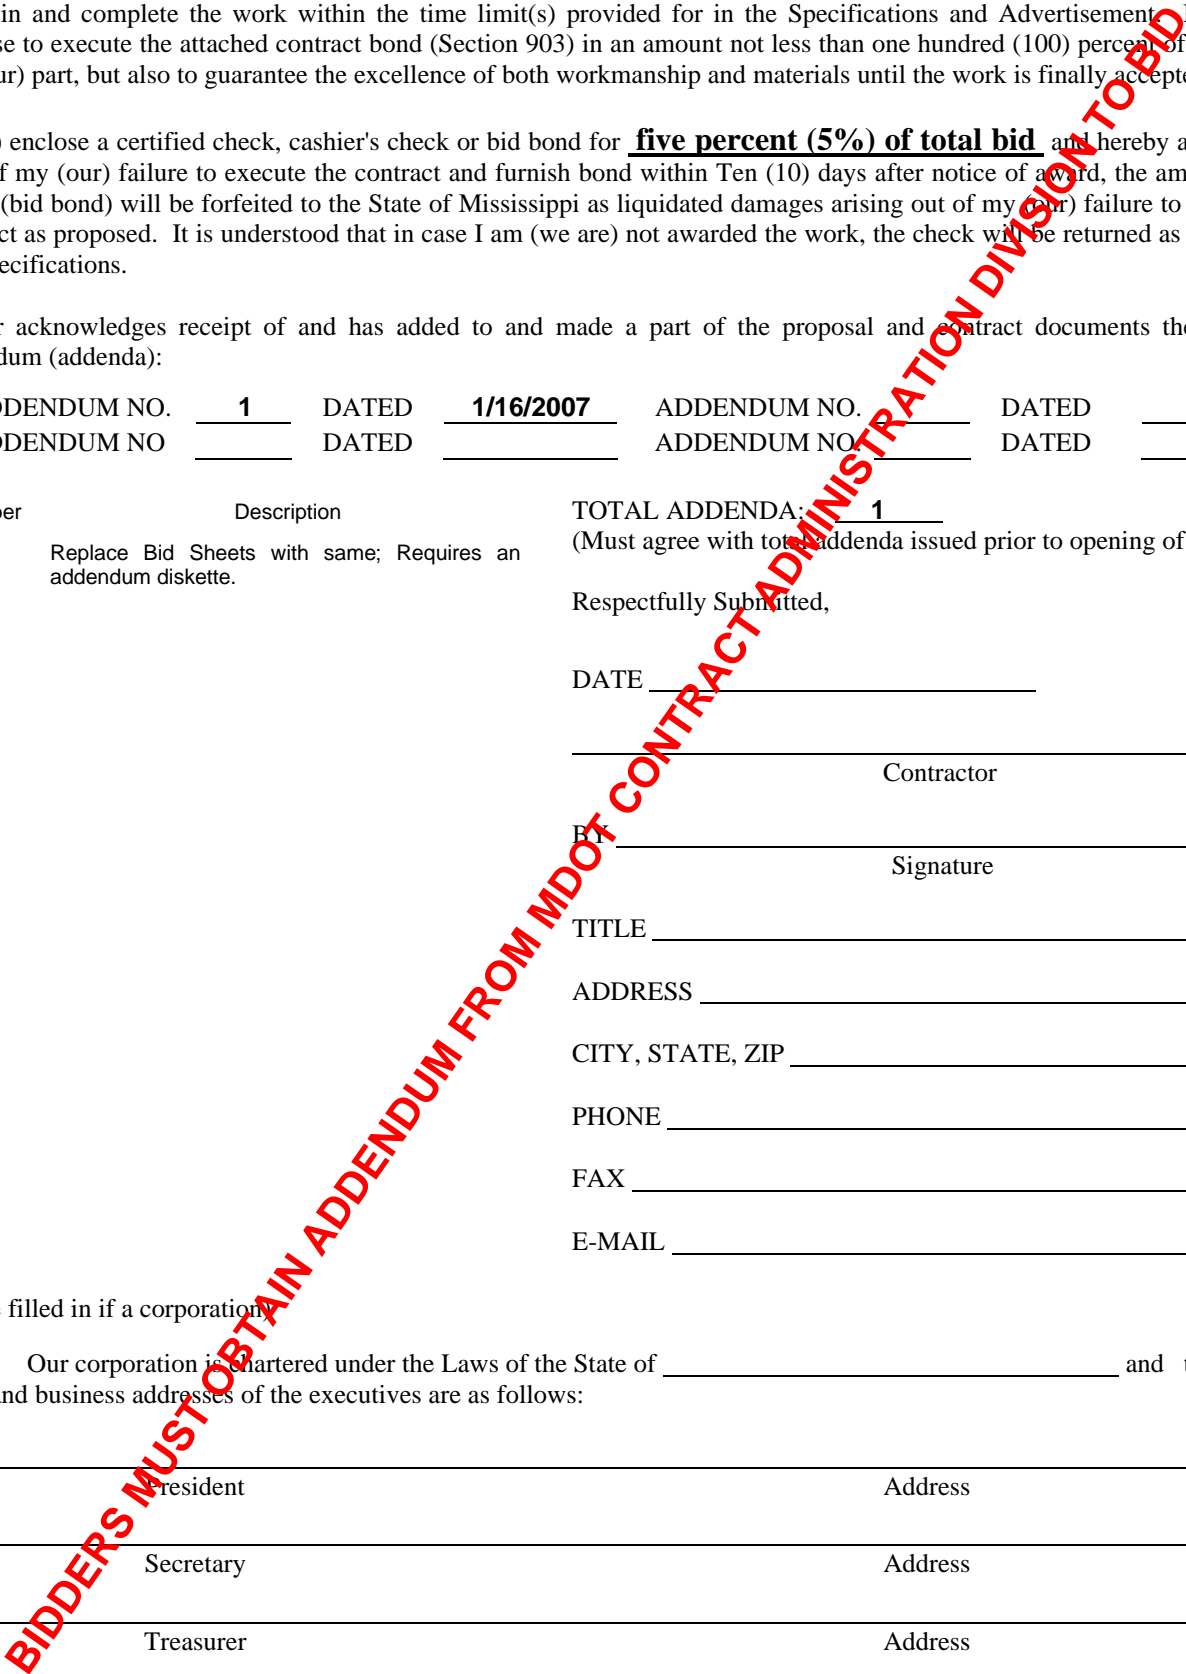 in and complete the work within the time limit(s) provided for in the Specifications and Advertisement.
se to execute the attached contract bond (Section 903) in an amount not less than one hundred (100) percent of
ur) part, but also to guarantee the excellence of both workmanship and materials until the work is finally accepte
) enclose a certified check, cashier's check or bid bond for five percent (5%) of total bid and hereby a
f my (our) failure to execute the contract and furnish bond within Ten (10) days after notice of award, the am
(bid bond) will be forfeited to the State of Mississippi as liquidated damages arising out of my (our) failure to
ct as proposed. It is understood that in case I am (we are) not awarded the work, the check will be returned as
ecifications.
r acknowledges receipt of and has added to and made a part of the proposal and contract documents the
dum (addenda):
DDENDUM NO. 1 DATED 1/16/2007 ADDENDUM NO. DATED
DDENDUM NO DATED ADDENDUM NO. DATED
ber Description
Replace Bid Sheets with same; Requires an
addendum diskette.
TOTAL ADDENDA: 1
(Must agree with total addenda issued prior to opening of
Respectfully Submitted,
DATE
Contractor
BY
Signature
TITLE
ADDRESS
CITY, STATE, ZIP
PHONE
FAX
E-MAIL
e filled in if a corporation)
Our corporation is chartered under the Laws of the State of and t
and business addresses of the executives are as follows:
President Address
Secretary Address
Treasurer Address
BIDDERS MUST OBTAIN ADDENDUM FROM MDOT CONTRACT ADMINISTRATION DIVISION TO BID